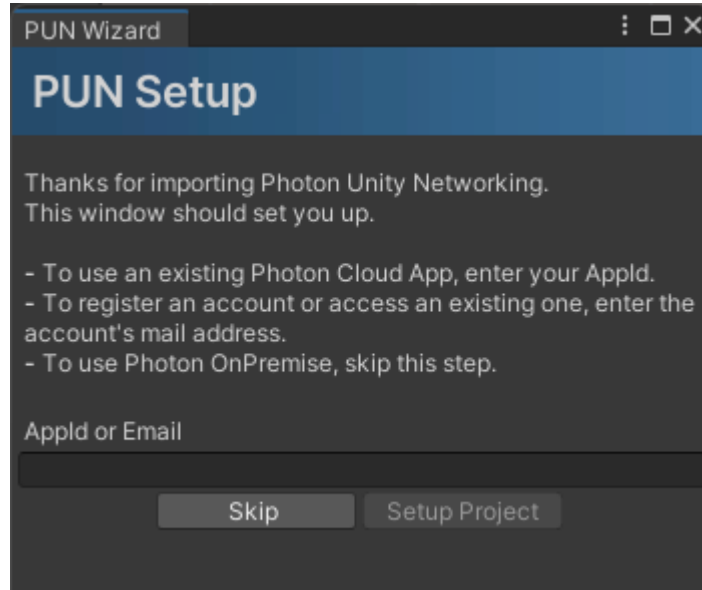 PUN Wizard
PUN Setup
Thanks for importing Photon Unity Networking.
This window should set you up.
- To use an existing Photon Cloud App, enter your AppId.
- To register an account or access an existing one, enter the
account's mail address.
- To use Photon OnPremise, skip this step.
AppId or Email
Skip Setup Project